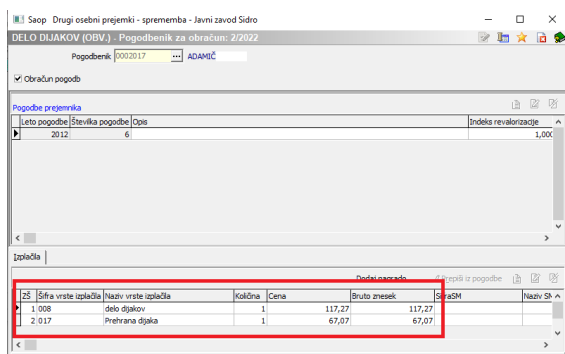 Saop Drugi osebni prejemki - sprememba - Javni zavod Sidro
DELO DIJAKOV (OBV.) - Pogodbenik za obračun: 2/2022
Pogodbenik 0002017 ... ADAMIČ
Obračun pogodb
Pogodbe prejemnika
Leto pogodbe Številka pogodbe Opis Indeks revalorizacije
2012 6 1,000
Izplačila
Dodaj nagrado Prepiši iz pogodbe
ZŠ Šifra vrste izplačila Naziv vrste izplačila Količina Cena Bruto znesek Naziv SM
1 008 delo dijakov 1 117,27 117,27
2 017 Prehrana dijaka 1 67,07 67,07